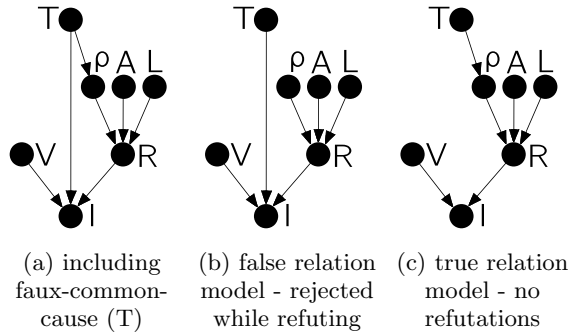 T
ρ A L
V
R
I
T
ρ A L
V
R
I
T
ρ A L
V
R
I
(a) including
faux-common-
cause (T)
(b) false relation
model - rejected
while refuting
(c) true relation
model - no
refutations